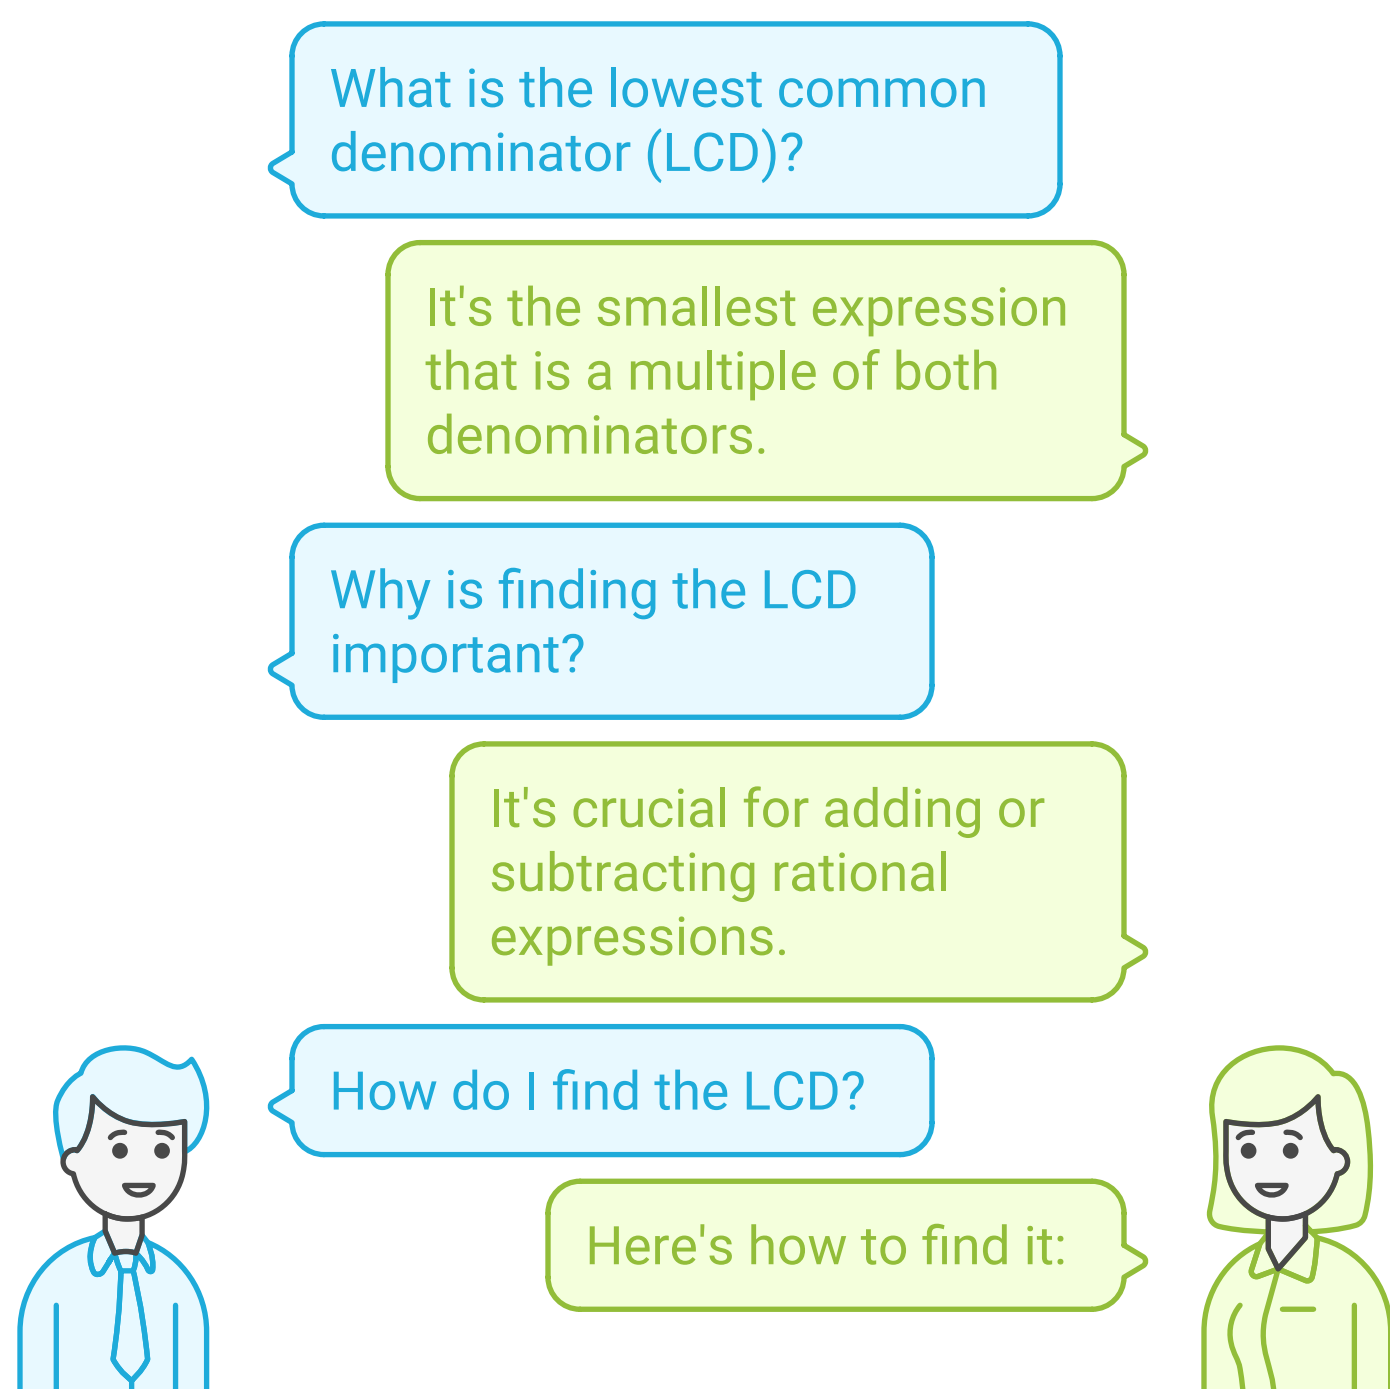 What is the lowest common
denominator (LCD)?
It's the smallest expression
that is a multiple of both
denominators.
Why is finding the LCD
important?
It's crucial for adding or
subtracting rational
expressions.
How do I find the LCD?
Here's how to find it: